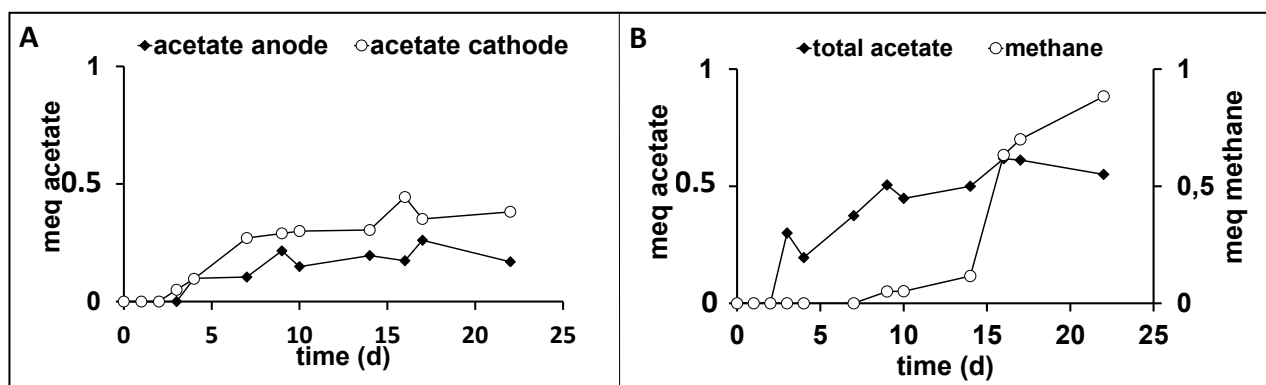 A
acetate anode acetate cathode
1
0.5
0
meq acetate
0 5 10 15 20 25
time (d)
B
total acetate methane
1
0.5
0
meq acetate
1
0,5
0
meq methane
0 5 10 15 20 25
time (d)